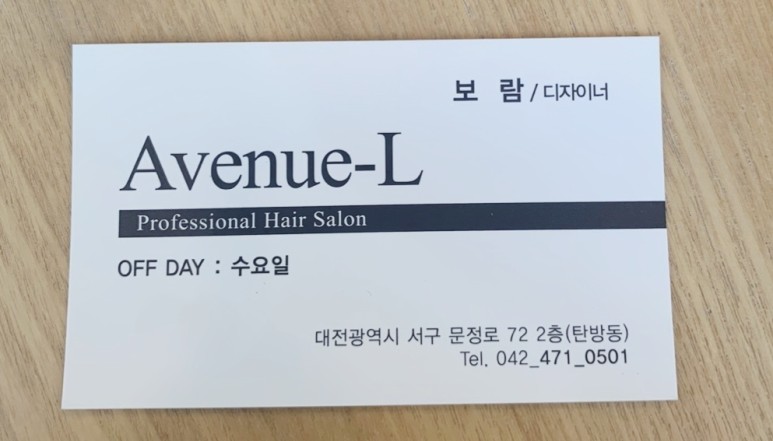 보 람 / 디자이너
Avenue-L
Professional Hair Salon
OFF DAY : 수요일
대전광역시 서구 문정로 72 2층(탄방동)
Tel. 042_471_0501